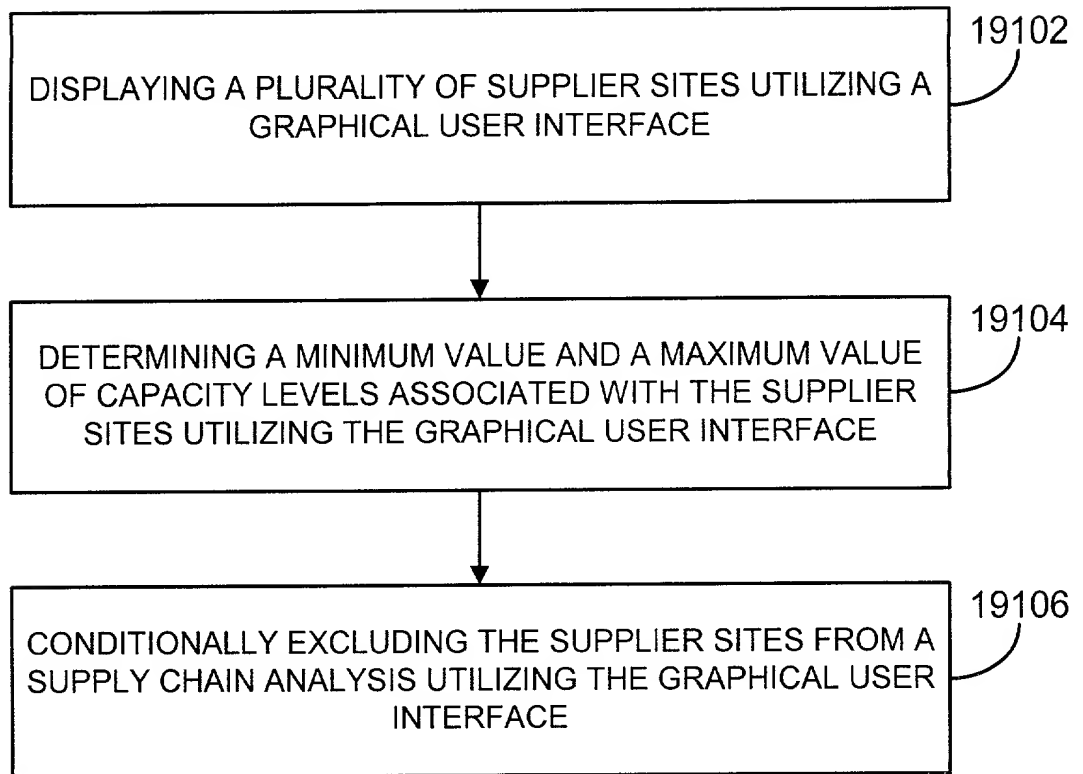 19102
DISPLAYING A PLURALITY OF SUPPLIER SITES UTILIZING A
GRAPHICAL USER INTERFACE
19104
DETERMINING A MINIMUM VALUE AND A MAXIMUM VALUE
OF CAPACITY LEVELS ASSOCIATED WITH THE SUPPLIER
SITES UTILIZING THE GRAPHICAL USER INTERFACE
19106
CONDITIONALLY EXCLUDING THE SUPPLIER SITES FROM A
SUPPLY CHAIN ANALYSIS UTILIZING THE GRAPHICAL USER
INTERFACE